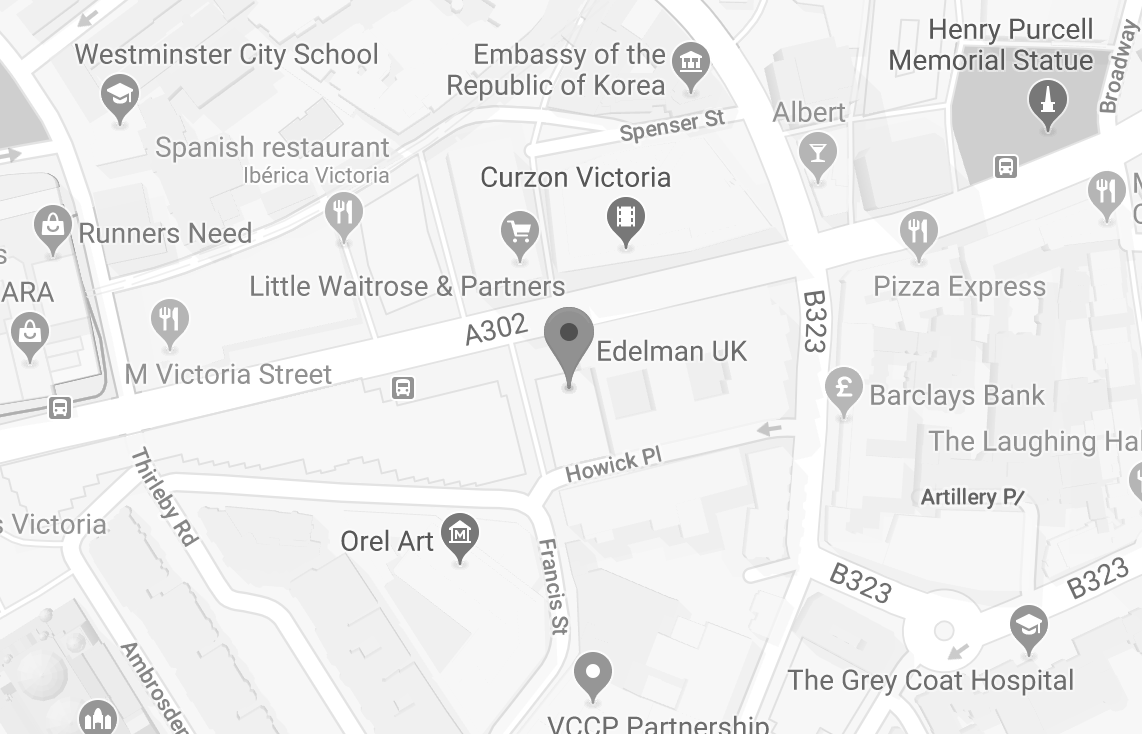 Henry Purcell
Memorial Statue
Broadway
Westminster City School
Embassy of the
Republic of Korea
Albert
Spenser St
Spanish restaurant
Ibérica Victoria
Curzon Victoria
M
C
Runners Need
s
ARA
Little Waitrose & Partners
Pizza Express
A302
B323
Edelman UK
M Victoria Street
Barclays Bank
The Laughing Hal
Howick Pl
Thirleby Rd
Artillery P
s Victoria
Orel Art
M
Francis St
B323
B323
Ambrosden
The Grey Coat Hospital
VCCP Partnership
£